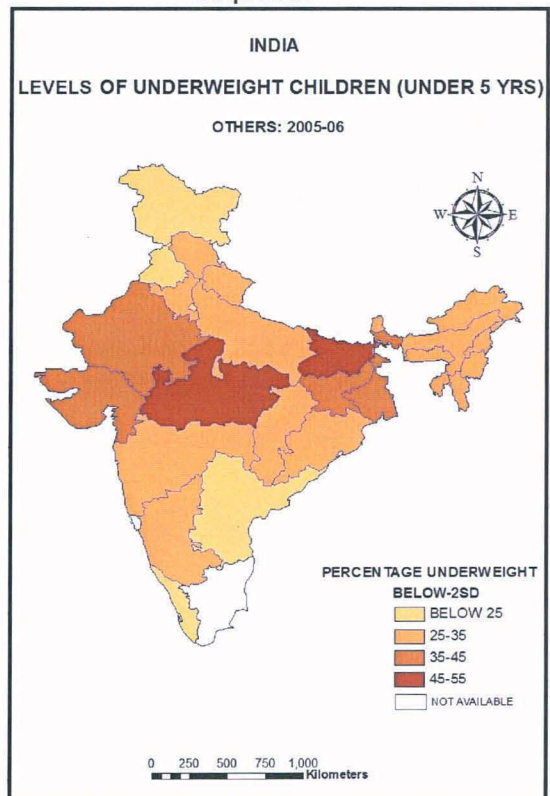 INDIA
LEVELS OF UNDERWEIGHT CHILDREN (UNDER 5 YRS)
OTHERS: 2005-06
N
W E
S
PERCENTAGE UNDERWEIGHT
BELOW-2SD
BELOW 25
25-35
35-45
45-55
NOT AVAILABLE
0 250 500 750 1,000
Kilometers